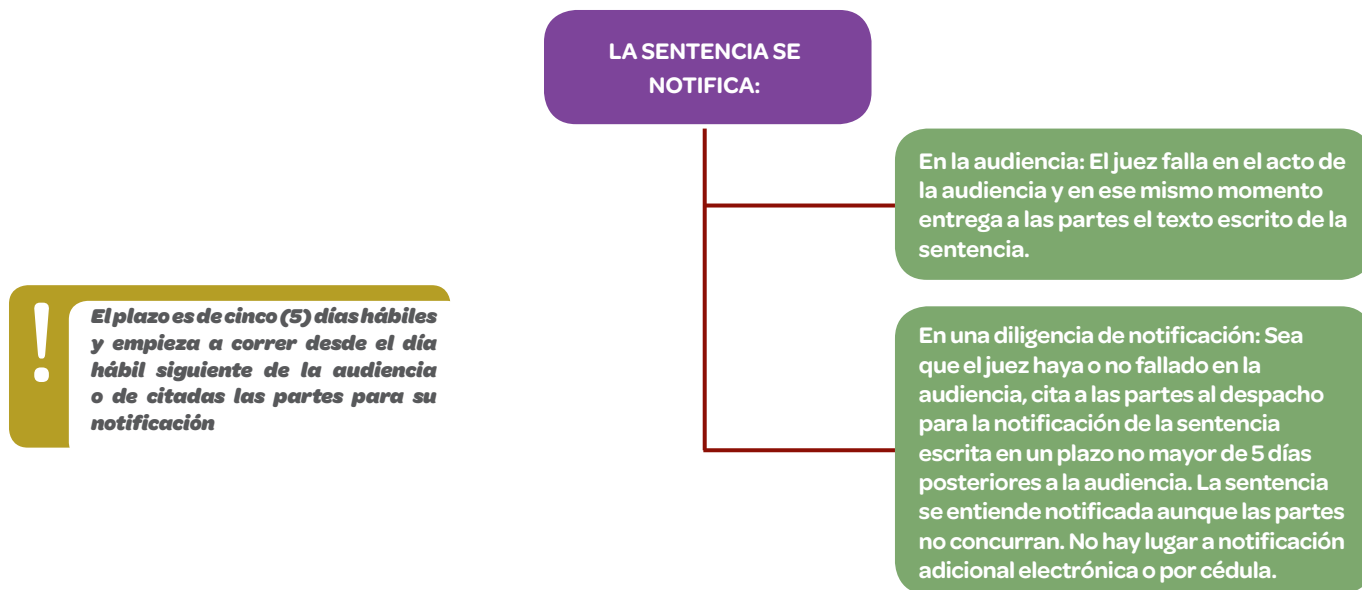 LA SENTENCIA SE
NOTIFICA:
En la audiencia: El juez falla en el acto de
la audiencia y en ese mismo momento
entrega a las partes el texto escrito de la
sentencia.
!
El plazo es de cinco (5) días hábiles
y empieza a correr desde el día
hábil siguiente de la audiencia
o de citadas las partes para su
notificación
En una diligencia de notificación: Sea
que el juez haya o no fallado en la
audiencia, cita a las partes al despacho
para la notificación de la sentencia
escrita en un plazo no mayor de 5 días
posteriores a la audiencia. La sentencia
se entiende notificada aunque las partes
no concurran. No hay lugar a notificación
adicional electrónica o por cédula.